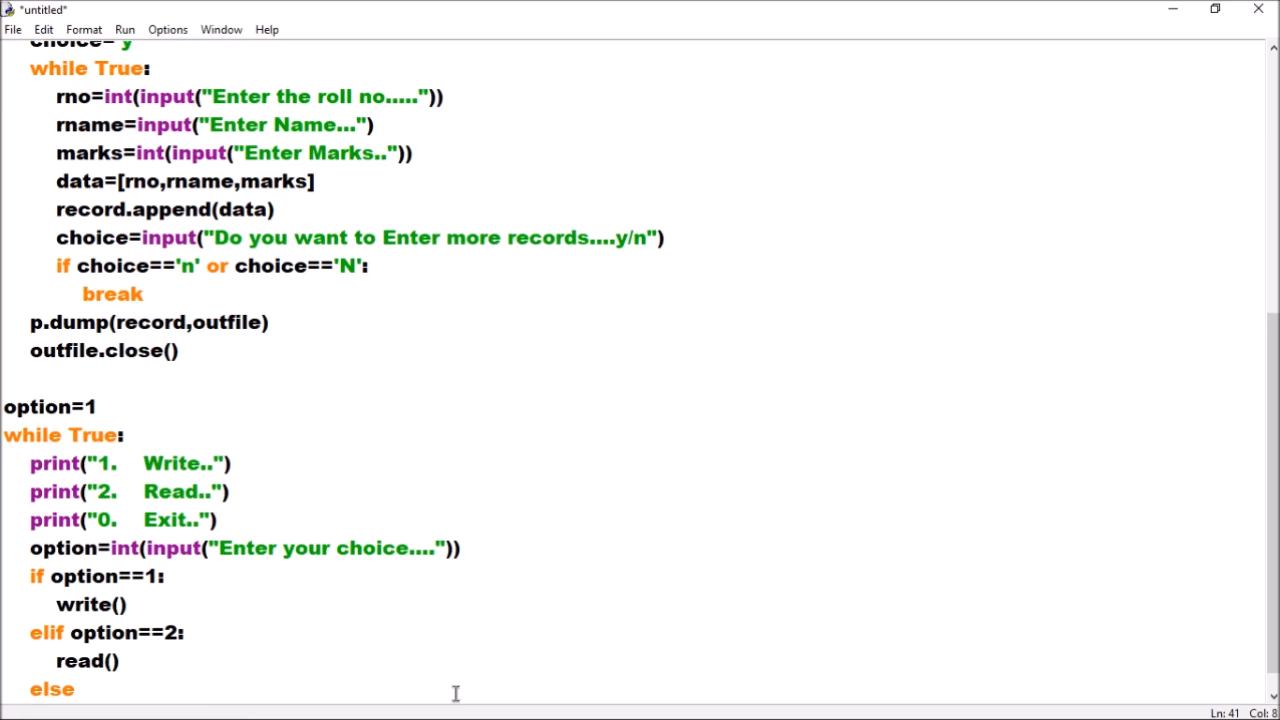 *untitled*
File Edit Format Run Options Window Help
choice='y'
while True:
rno=int(input("Enter the roll no....."))
rname=input("Enter Name...")
marks=int(input("Enter Marks.."))
data=[rno,rname,marks]
record.append(data)
choice=input("Do you want to Enter more records....y/n")
if choice=='n' or choice=='N':
break
p.dump(record,outfile)
outfile.close()
option=1
while True:
print("1.    Write..")
print("2.    Read..")
print("0.    Exit..")
option=int(input("Enter your choice...."))
if option==1:
write()
elif option==2:
read()
else
Ln: 41 Col: 8